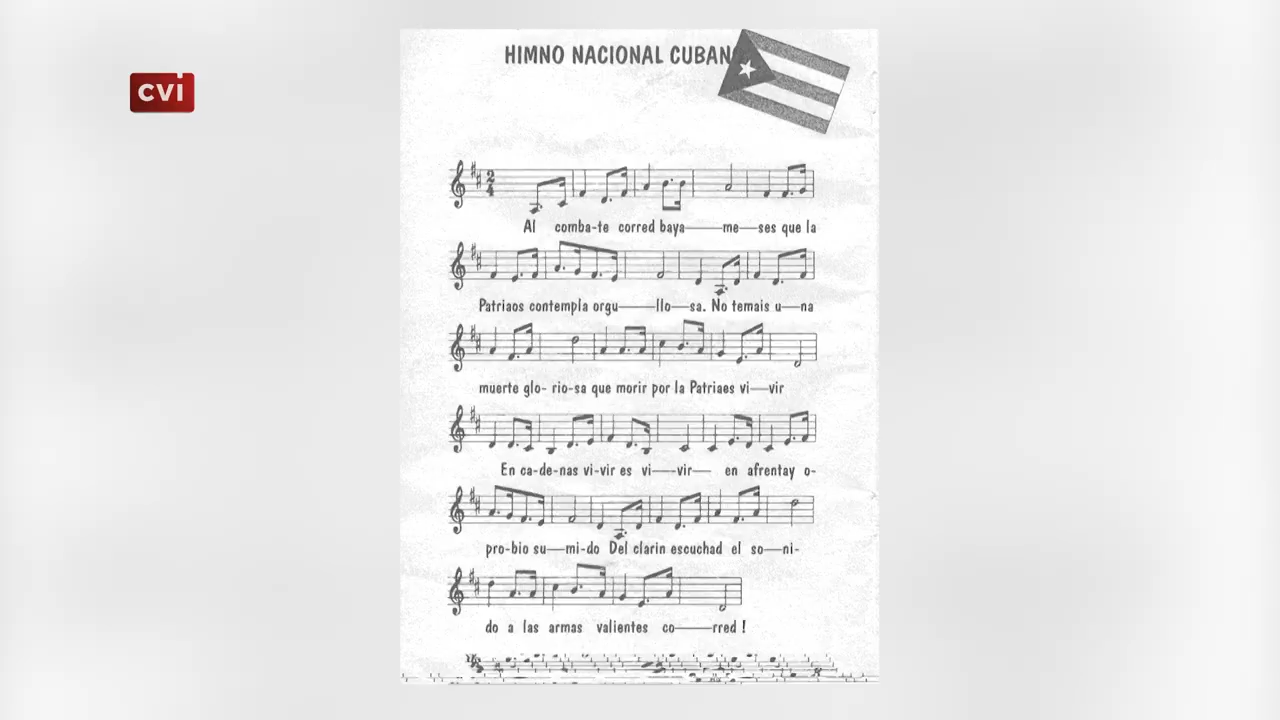 HIMNO NACIONAL CUBAN
cvi
2
4
Al comba-te corred baya——me—ses que la
Patriaos contempla orgu——llo—sa. No temais u—na
muerte glo- rio-sa que morir por la Patriaes vi—vir
En ca-de-nas vi-vir es vi—-vir— en afrentay o-
pro-bio su—mi-do Del clarin escuchad el so—ni-
do a las armas valientes co——rred !